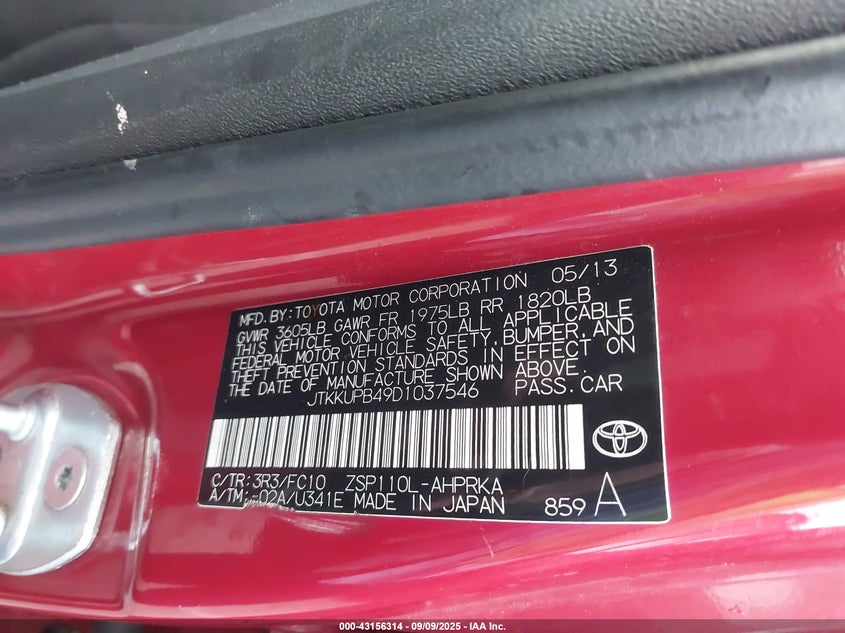 MFD.BY:TOYOTA MOTOR CORPORATION 05/13
GVWR 3605LB GAWR FR 1975LB RR 1820LB
THIS VEHICLE CONFORMS TO ALL APPLICABLE
FEDERAL MOTOR VEHICLE SAFETY,BUMPER,AND
THEFT PREVENTION STANDARDS IN EFFECT ON
THE DATE OF MANUFACTURE SHOWN ABOVE.
JTKKUPB49D1037546 PASS.CAR
C/TR:3R3/FC10 ZSP110L-AHPRKA
A/TM:-02A/U341E MADE IN JAPAN 859 A
000-43156314 - 09/09/2025 - IAA Inc.